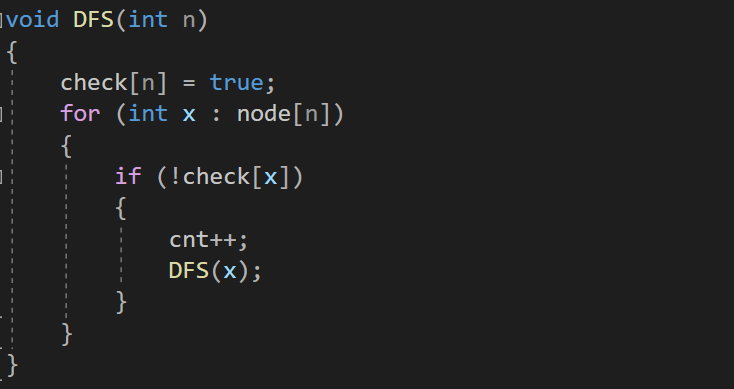 void DFS(int n)
{
check[n] = true;
for (int x : node[n])
{
if (!check[x])
{
cnt++;
DFS(x);
}
}
}